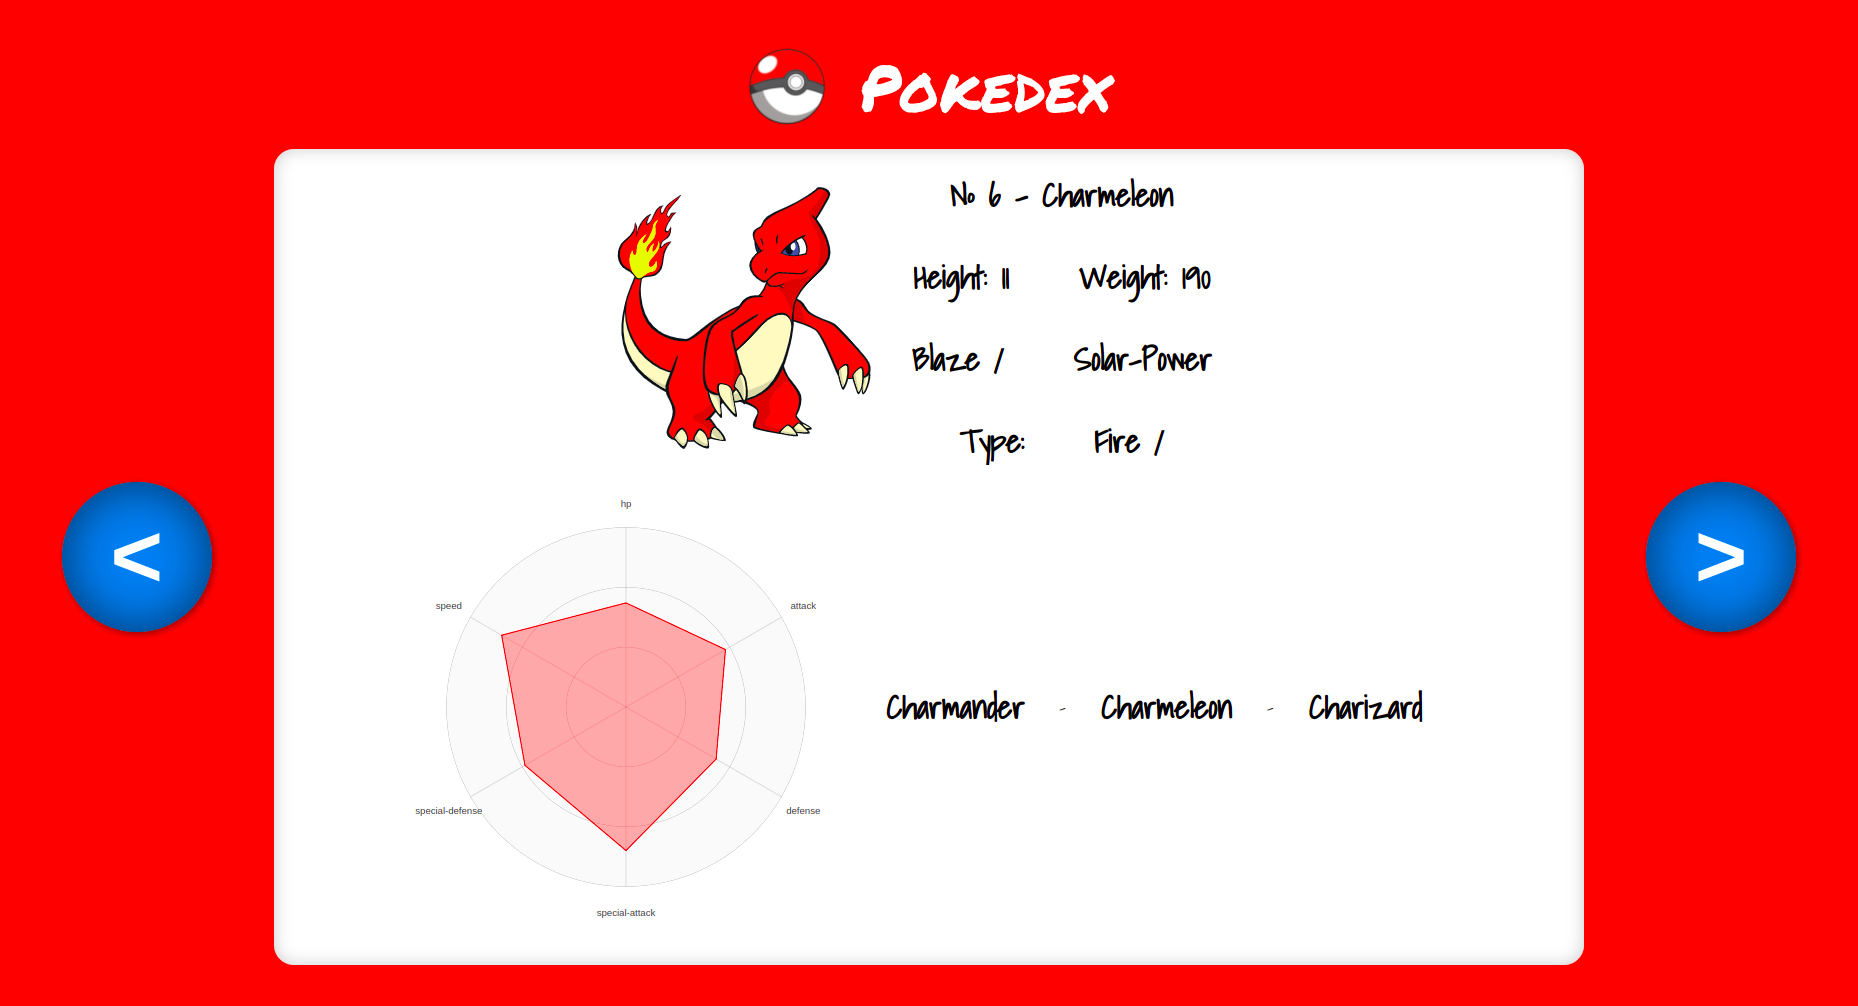 Pokedex
No 6 - Charmeleon
Height: 11 Weight: 190
Blaze / Solar-Power
Type: Fire /
< >
hp
speed attack
special-defense defense
special-attack
Charmander - Charmeleon - Charizard